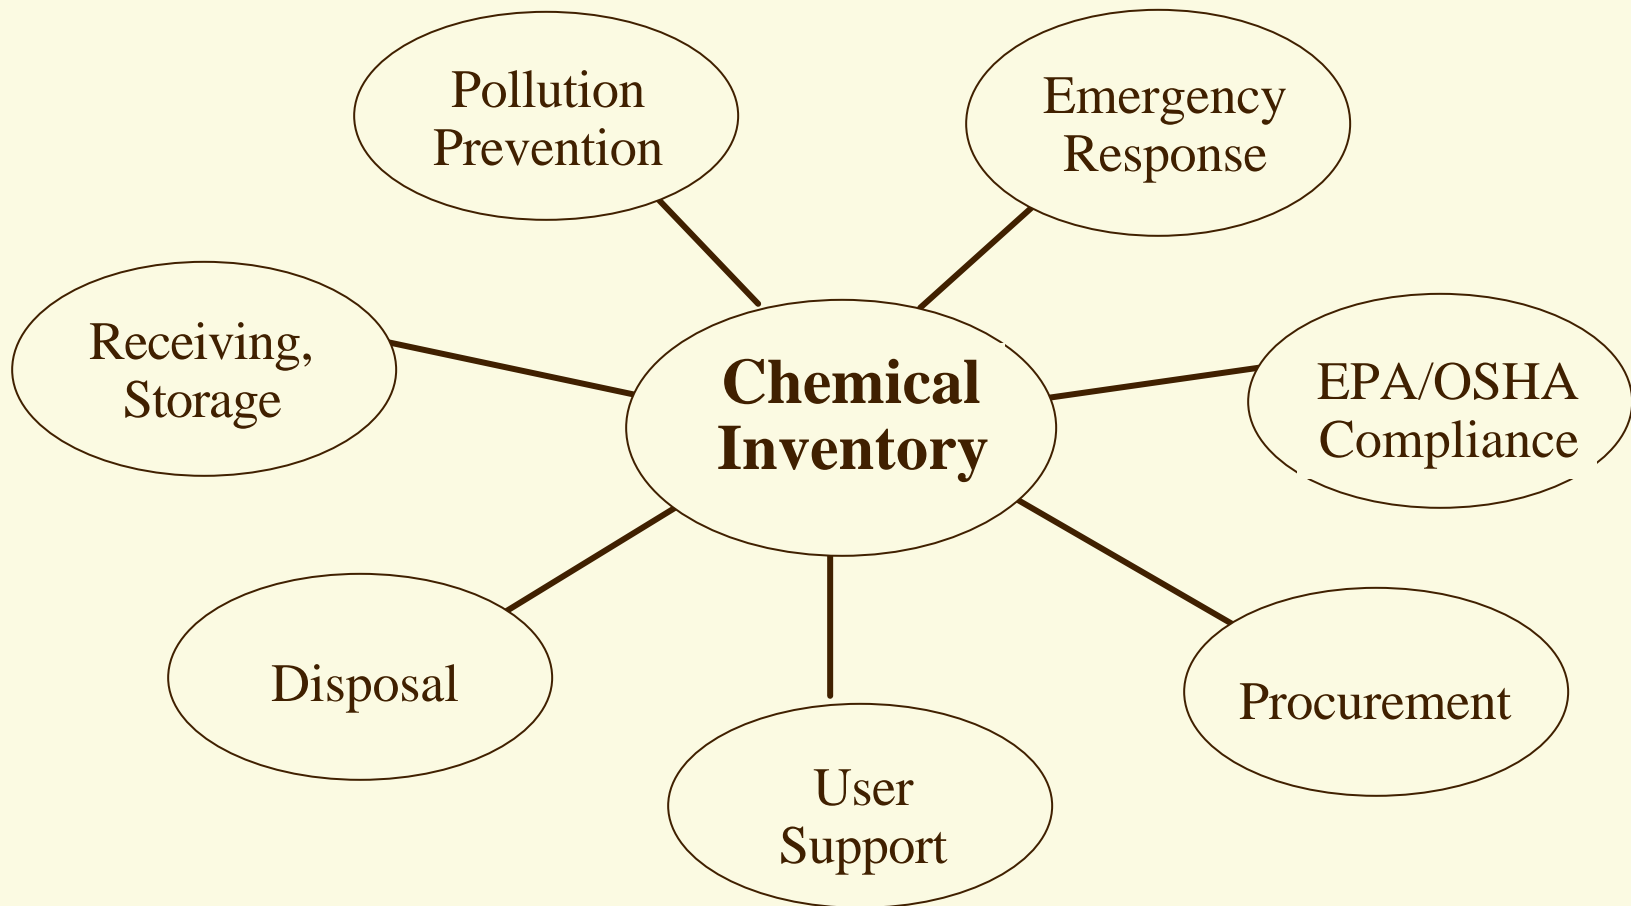 Pollution
Prevention
Emergency
Response
Receiving,
Storage
Chemical
Inventory
EPA/OSHA
Compliance
Disposal
Procurement
User
Support